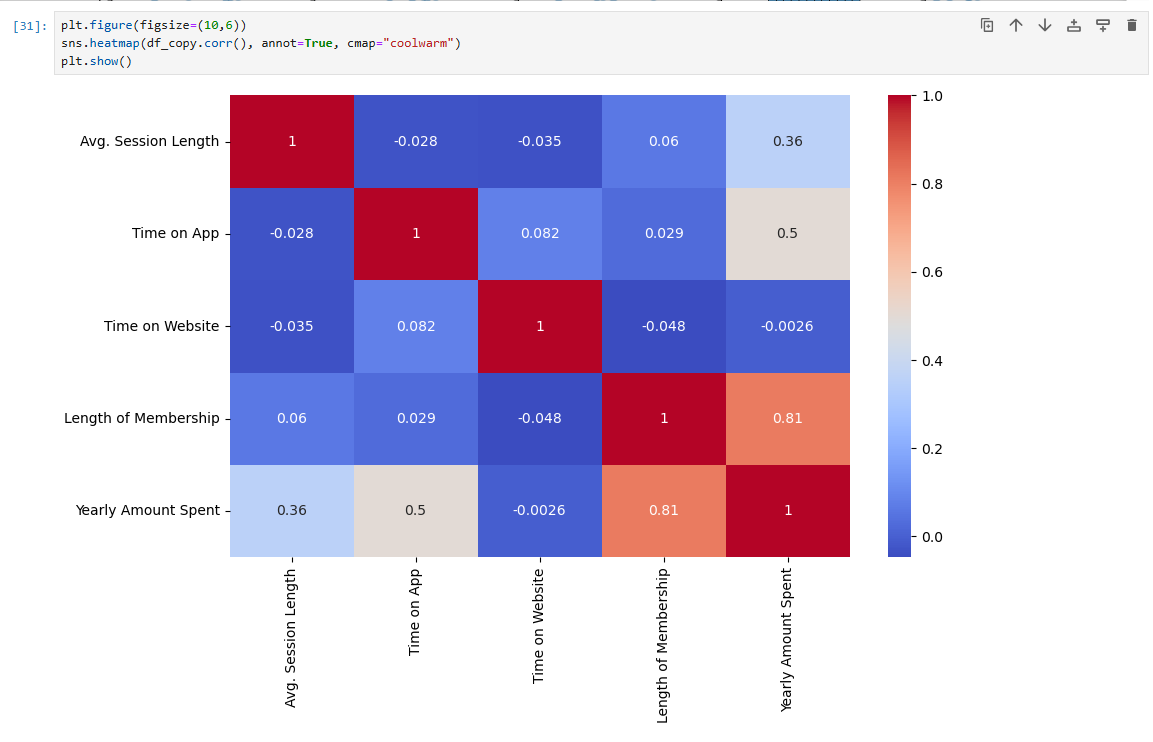 [31]:
plt.figure(figsize=(10,6))
sns.heatmap(df_copy.corr(), annot=True, cmap="coolwarm")
plt.show()
Avg. Session Length 1 -0.028 -0.035 0.06 0.36
Time on App -0.028 1 0.082 0.029 0.5
Time on Website -0.035 0.082 1 -0.048 -0.0026
Length of Membership 0.06 0.029 -0.048 1 0.81
Yearly Amount Spent 0.36 0.5 -0.0026 0.81 1
Avg. Session Length
Time on App
Time on Website
Length of Membership
Yearly Amount Spent
1.0
0.8
0.6
0.4
0.2
0.0